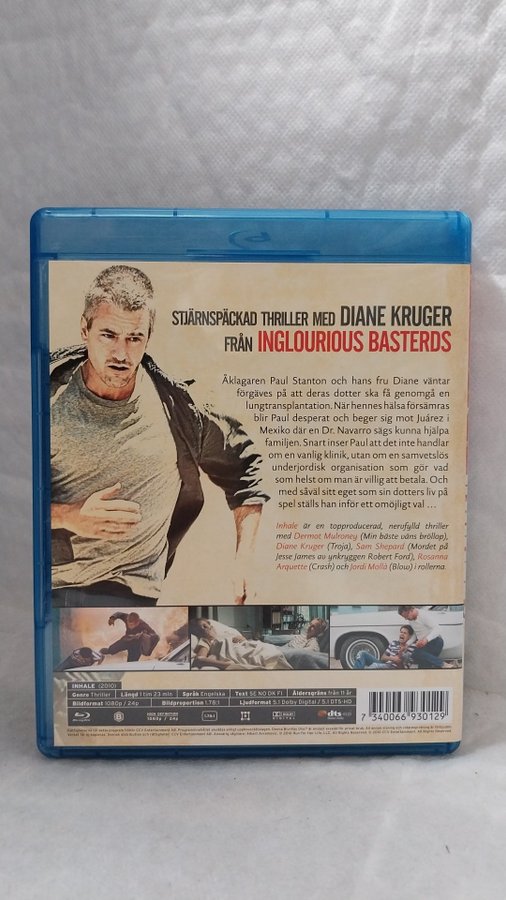 STJÄRNSPÄCKAD THRILLER MED DIANE KRUGER
FRÅN INGLOURIOUS BASTERDS
Åklagaren Paul Stanton och hans fru Diane väntar
förgäves på att deras dotter ska få genomgå en
lungtransplantation. När hennes hälsa försämras
blir Paul desperat och beger sig mot Juárez i
Mexiko där en Dr. Navarro sägs kunna hjälpa
familjen. Snart inser Paul att det inte handlar
om en vanlig klinik, utan om en samvetslös
underjordisk organisation som gör vad
som helst om man är villig att betala. Och
med såväl sitt eget som sin dotters liv på
spel ställs han inför ett omöjligt val ...
Inhale är en topproducerad, nervfylld thriller
med Dermot Mulroney (Min bäste väns bröllop),
Diane Kruger (Troja), Sam Shepard (Mordet på
Jesse James av ynkryggen Robert Ford), Rosanna
Arquette (Crash) och Jordi Mollà (Blow) i rollerna.
INHALE (2010)
Genre Thriller Längd 1 tim 23 min Språk Engelska Text SE NO DK FI Åldersgräns från 11 år
Bildformat 1080p / 24p Bildproportion 1.78:1 Ljudformat 5.1 Dolby Digital / 5.1 DTS-HD
1080p / 24p
1.78:1
DIGITAL
dts HD
7 340066 930129